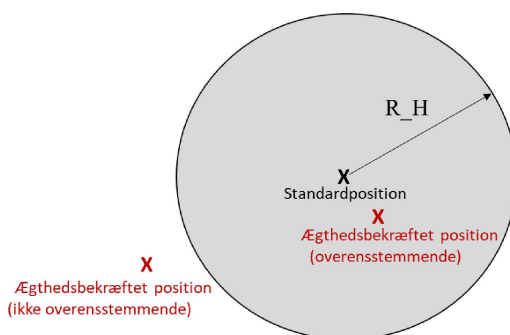 R_H
X
Standardposition
X
Ægthedsbekræftet position
(overensstemmende)
X
Ægthedsbekræftet position
(ikke overensstemmende)